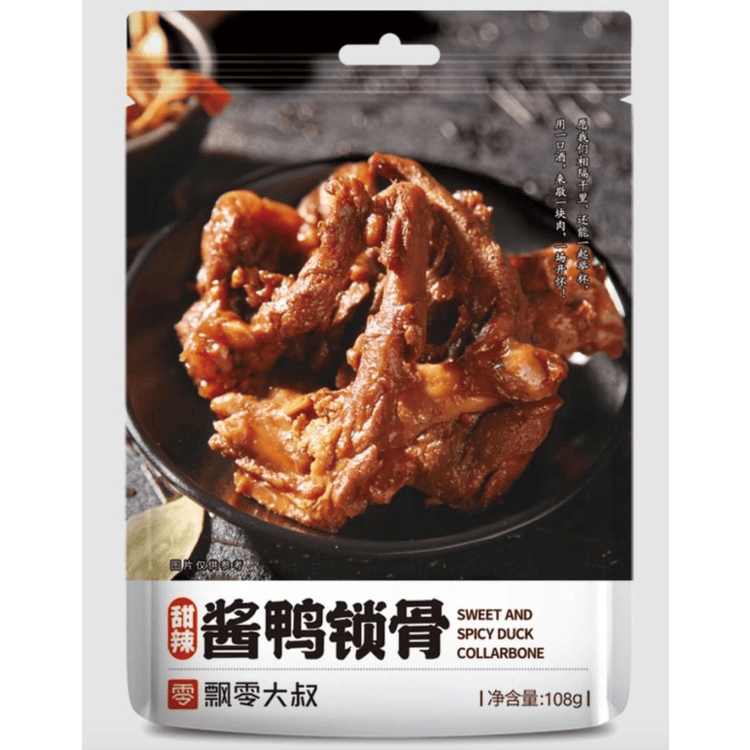 愿我们相隔千里，还能一起举杯，
用一口酒，来敬一块肉，一场开怀！
图片仅供参考
甜辣
酱鸭锁骨
SWEET AND
SPICY DUCK
COLLARBONE
零
飘零大叔
净含量:108g